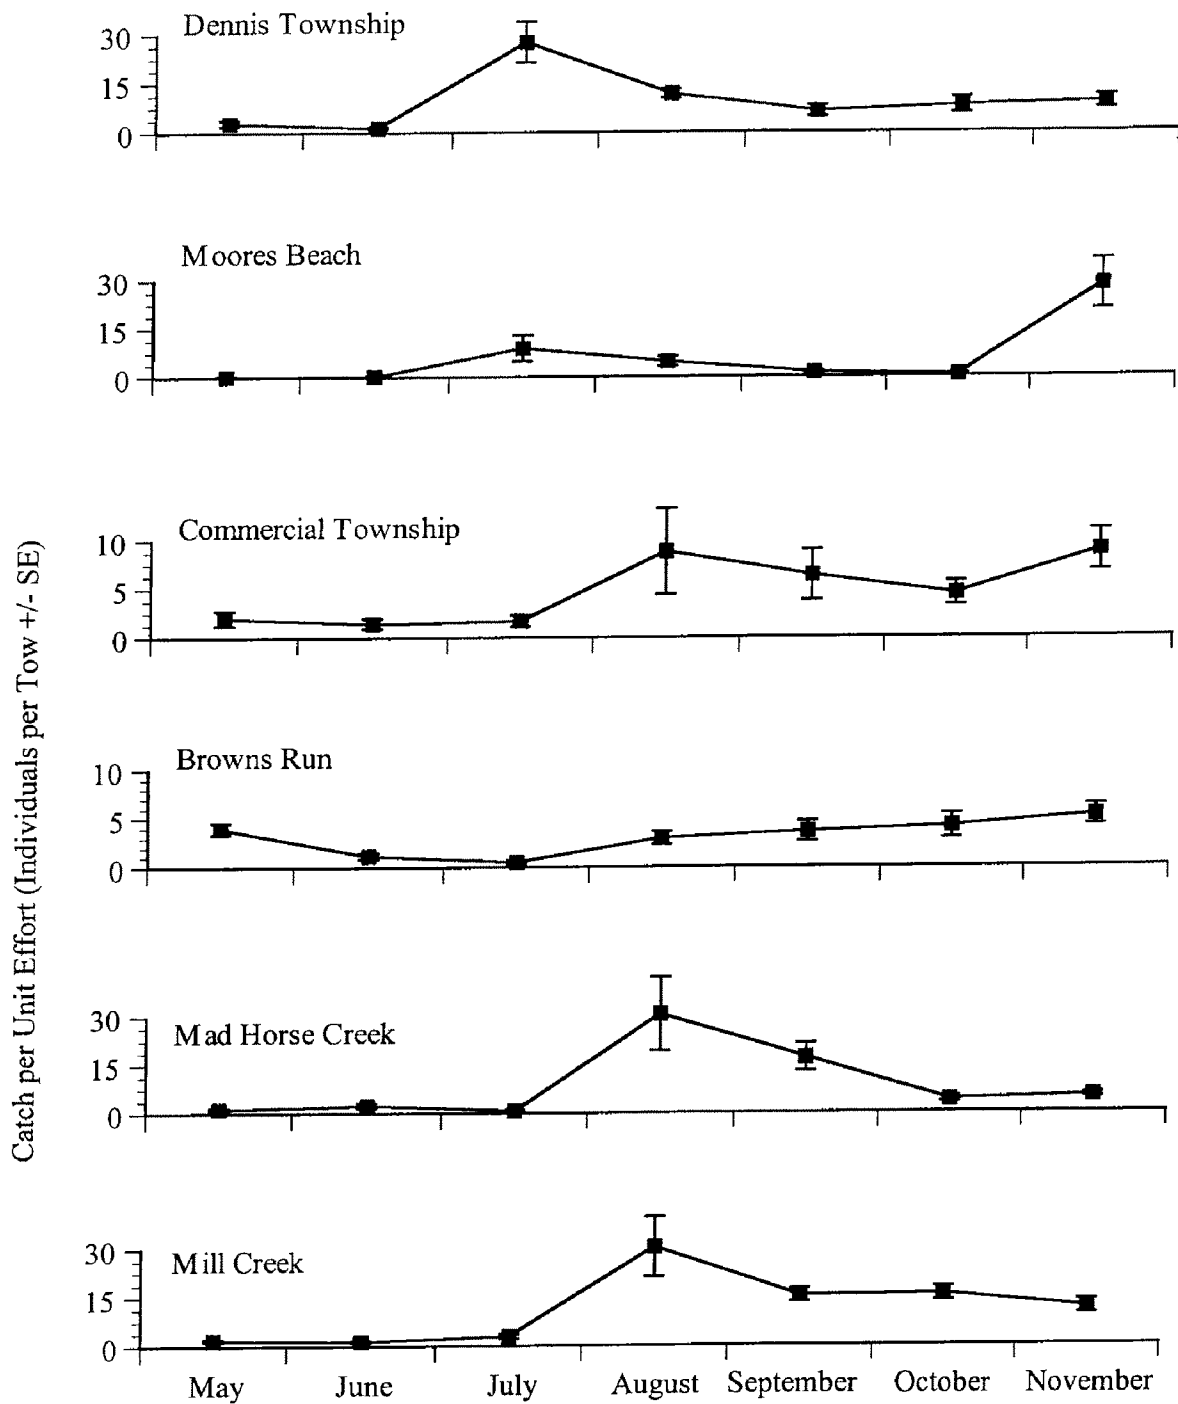 Dennis Township
30
15
0
Moores Beach
30
15
0
Commercial Township
10
5
0
Browns Run
10
5
0
Mad Horse Creek
30
15
0
Mill Creek
30
15
0
May June July August September October November
Catch per Unit Effort (Individuals per Tow +/- SE)